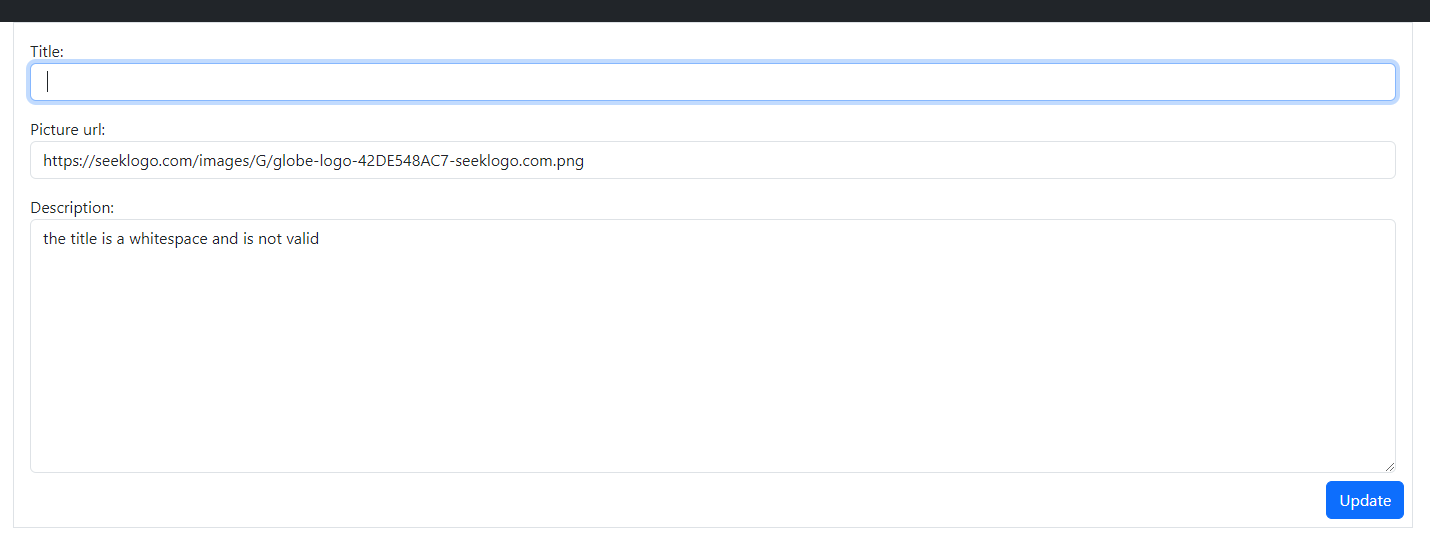 Title:
Picture url:
https://seeklogo.com/images/G/globe-logo-42DE548AC7-seeklogo.com.png
Description:
the title is a whitespace and is not valid
Update